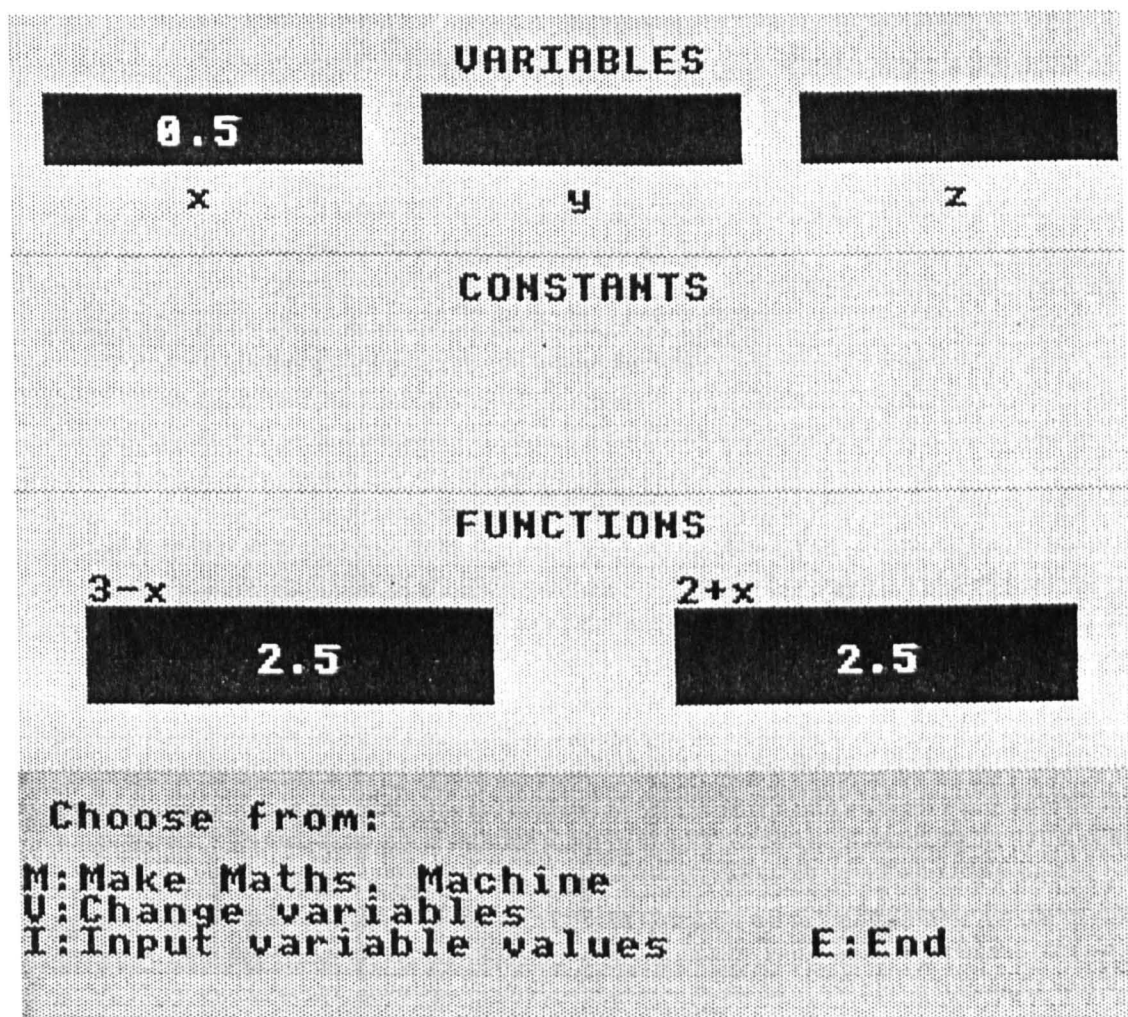 VARIABLES
0.5
x y z
CONSTANTS
FUNCTIONS
3-x 2+x
2.5 2.5
Choose from:
M:Make Maths. Machine
V:Change variables
I:Input variable values E:End